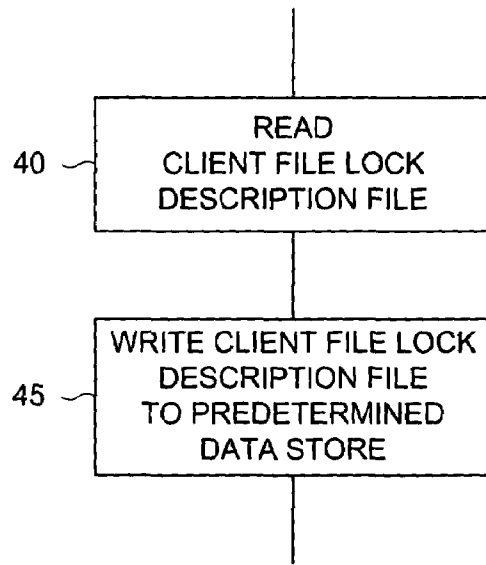 READ
40
CLIENT FILE LOCK
DESCRIPTION FILE
WRITE CLIENT FILE LOCK
DESCRIPTION FILE
45
TO PREDETERMINED
DATA STORE